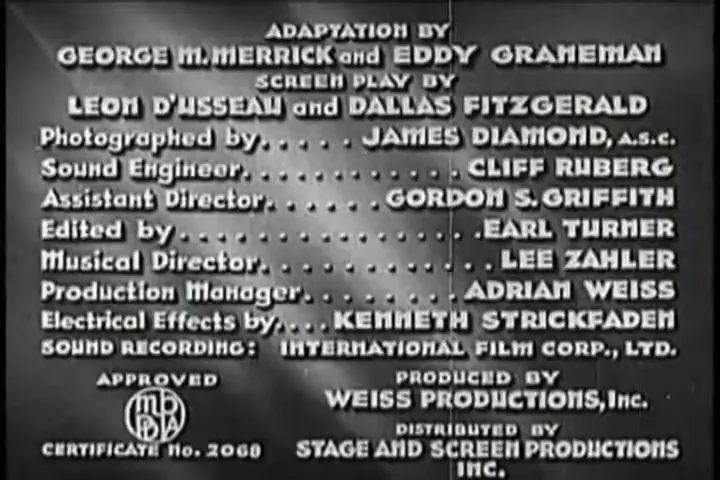 ADAPTATION BY
GEORGE M. MERRICK and EDDY GRANEMAN
SCREEN PLAY BY
LEON D'USSEAU and DALLAS FITZGERALD
Photographed by..... JAMES DIAMOND, A.S.C.
Sound Engineer............ CLIFF RUBERG
Assistant Director....... GORDON S. GRIFFITH
Edited by................ EARL TURNER
Musical Director............ LEE ZAHLER
Production Manager........ ADRIAN WEISS
Electrical Effects by.... KENNETH STRICKFADEN
SOUND RECORDING: INTERNATIONAL FILM CORP., LTD.
APPROVED
MPPDA
CERTIFICATE No. 2068
PRODUCED BY
WEISS PRODUCTIONS, Inc.
DISTRIBUTED BY
STAGE AND SCREEN PRODUCTIONS
INC.